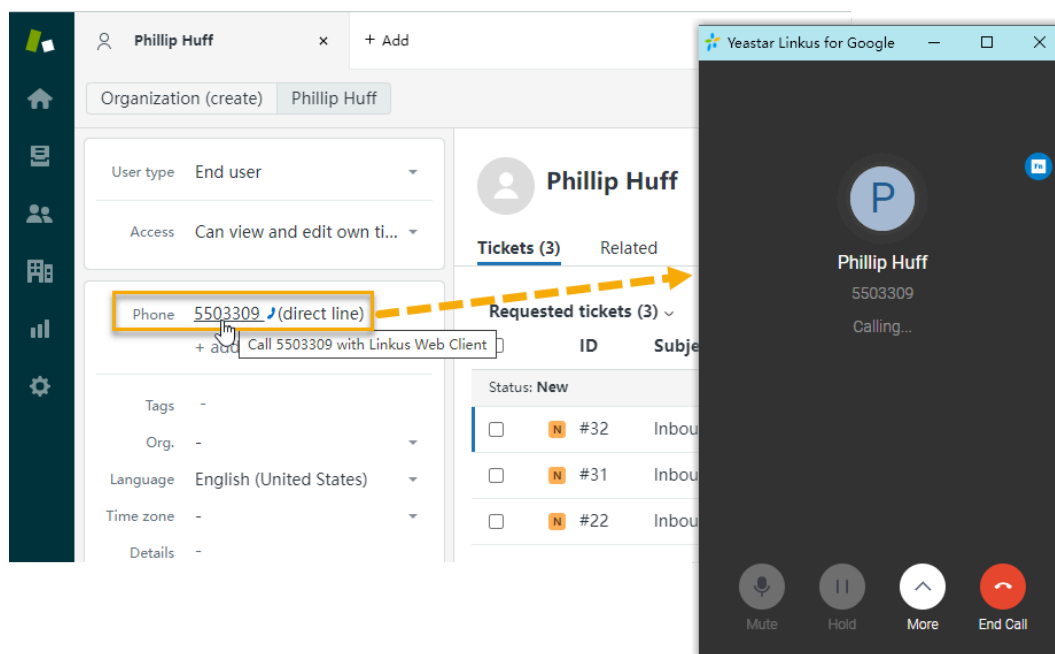 Phillip Huff × + Add
Organization (create) Phillip Huff
User type End user
Access Can view and edit own ti...
Phone 5503309 (direct line)
Call 5503309 with Linkus Web Client
Tags -
Org. -
Language English (United States)
Time zone -
Details -
Phillip Huff
Tickets (3) Related
Requested tickets (3)
ID Subje
Status: New
N #32 Inbou
N #31 Inbou
N #22 Inbou
Yeastar Linkus for Google
P
Phillip Huff
5503309
Calling...
Mute Hold More End Call